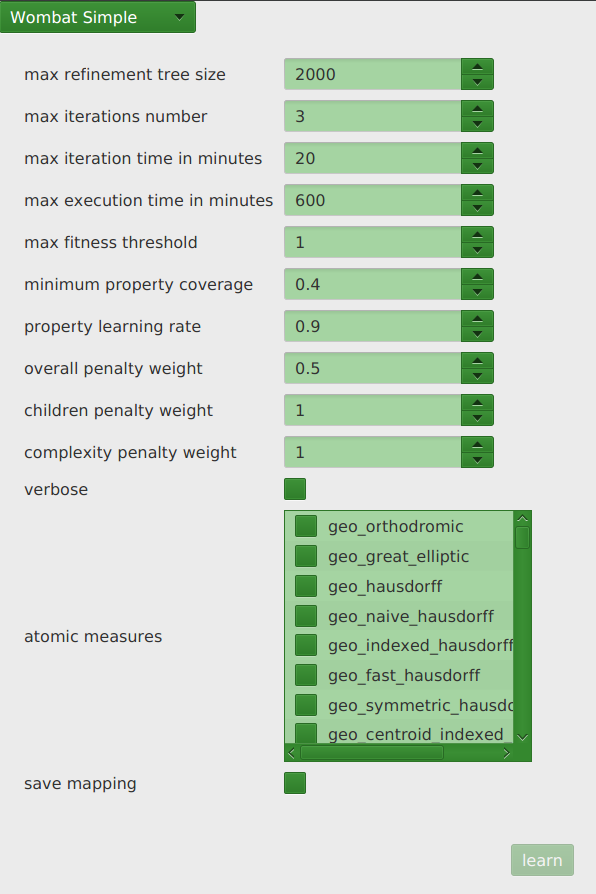 Wombat Simple
max refinement tree size 2000
max iterations number 3
max iteration time in minutes 20
max execution time in minutes 600
max fitness threshold 1
minimum property coverage 0.4
property learning rate 0.9
overall penalty weight 0.5
children penalty weight 1
complexity penalty weight 1
verbose
geo_orthodromic
geo_great_elliptic
geo_hausdorff
geo_naive_hausdorff
geo_indexed_hausdorff
geo_fast_hausdorff
geo_symmetric_hausdo
geo_centroid_indexed
atomic measures
save mapping
learn